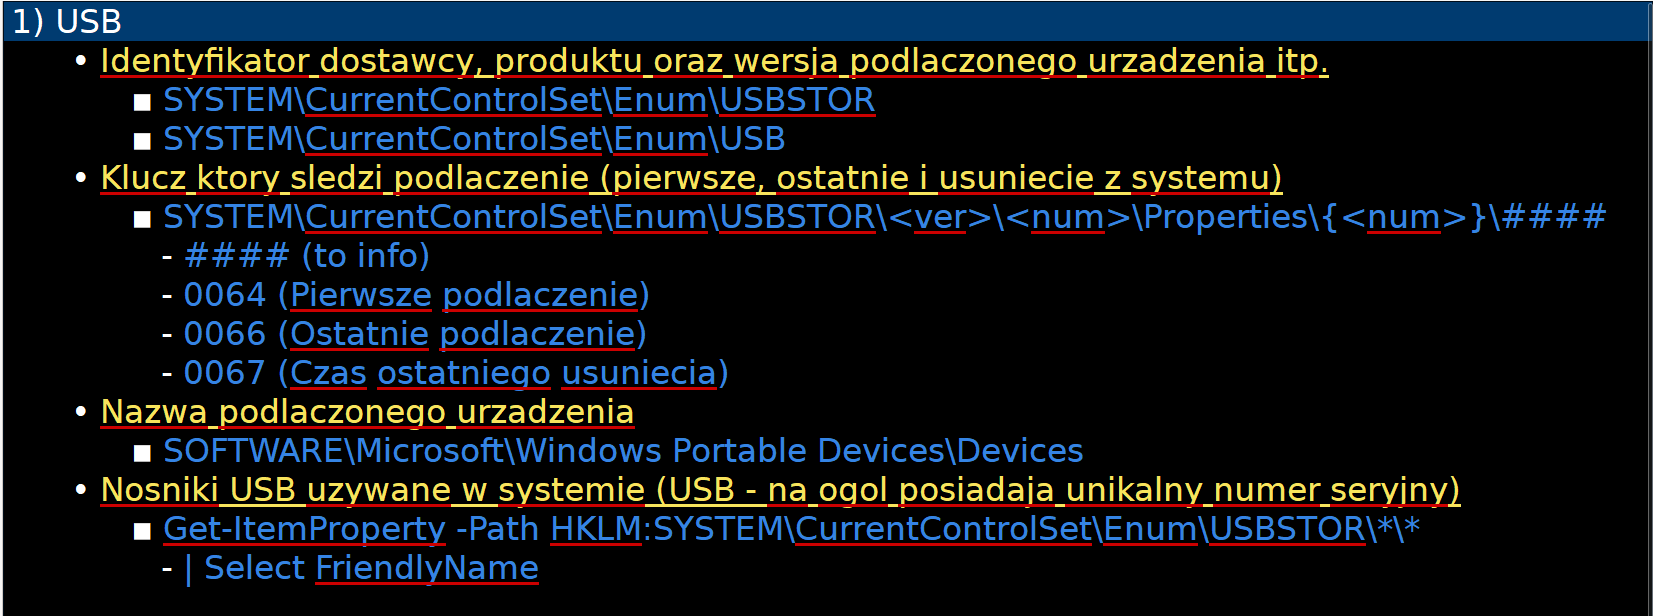 1) USB
• Identyfikator dostawcy, produktu oraz wersja podlaczonego urzadzenia itp.
■ SYSTEM\CurrentControlSet\Enum\USBSTOR
■ SYSTEM\CurrentControlSet\Enum\USB
• Klucz ktory sledzi podlaczenie (pierwsze, ostatnie i usuniecie z systemu)
■ SYSTEM\CurrentControlSet\Enum\USBSTOR\<ver>\<num>\Properties\{<num>}\####
- #### (to info)
- 0064 (Pierwsze podlaczenie)
- 0066 (Ostatnie podlaczenie)
- 0067 (Czas ostatniego usuniecia)
• Nazwa podlaczonego urzadzenia
■ SOFTWARE\Microsoft\Windows Portable Devices\Devices
• Nosniki USB uzywane w systemie (USB - na ogol posiadaja unikalny numer seryjny)
■ Get-ItemProperty -Path HKLM:SYSTEM\CurrentControlSet\Enum\USBSTOR\*\*
- | Select FriendlyName